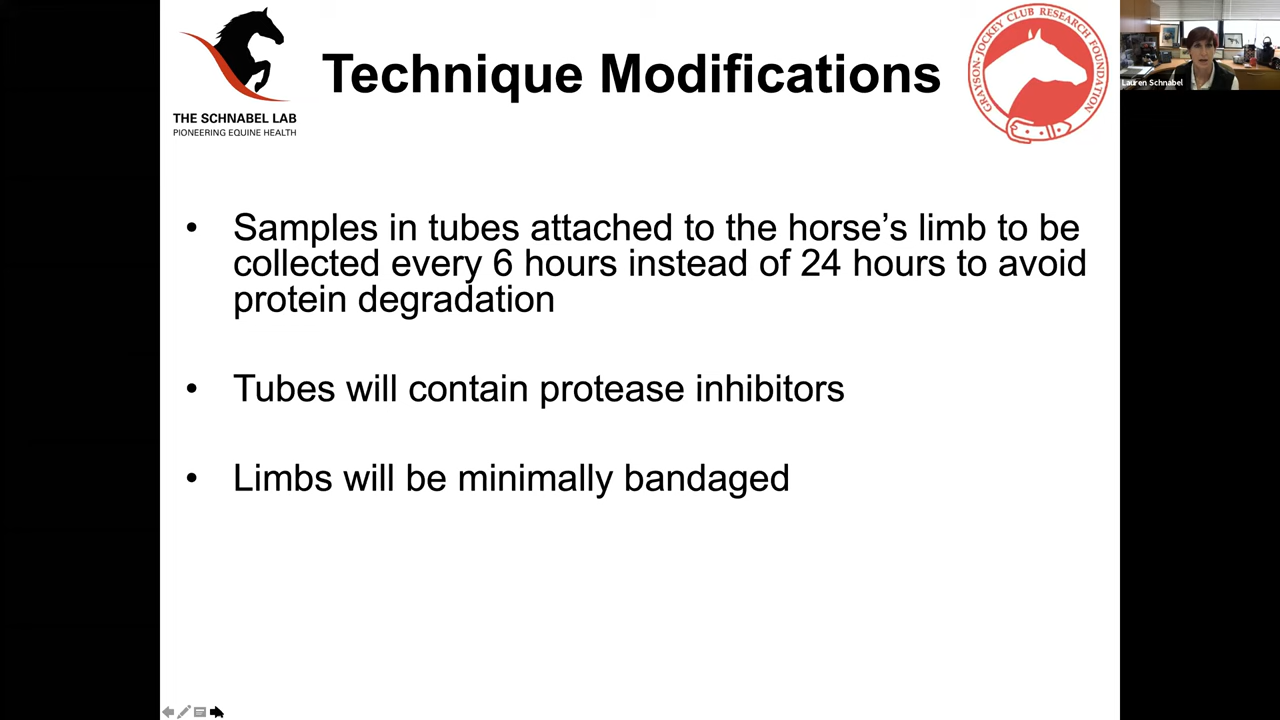 Technique Modifications
THE SCHNABEL LAB
PIONEERING EQUINE HEALTH
GRAYSON-JOCKEY CLUB RESEARCH FOUNDATION
Lauren Schnabel
• Samples in tubes attached to the horse’s limb to be
collected every 6 hours instead of 24 hours to avoid
protein degradation
• Tubes will contain protease inhibitors
• Limbs will be minimally bandaged